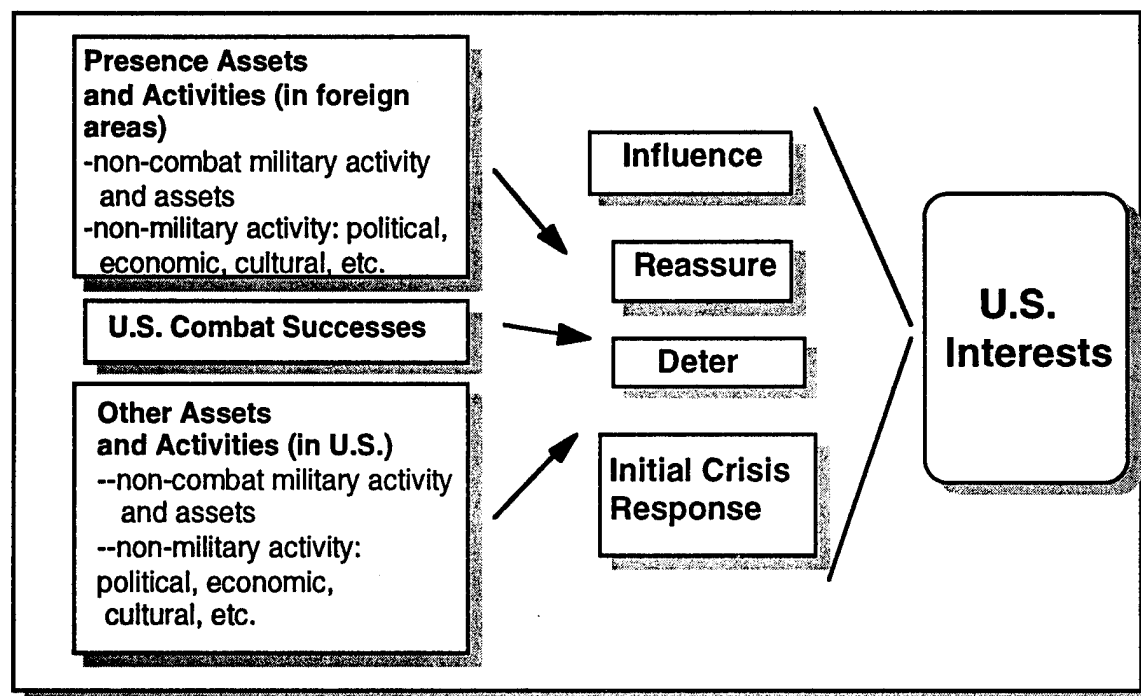 Presence Assets
and Activities (in foreign
areas)
-non-combat military activity
and assets
-non-military activity: political,
economic, cultural, etc.
U.S. Combat Successes
Other Assets
and Activities (in U.S.)
--non-combat military activity
and assets
--non-military activity:
political, economic,
cultural, etc.
Influence
Reassure
Deter
Initial Crisis
Response
U.S.
Interests